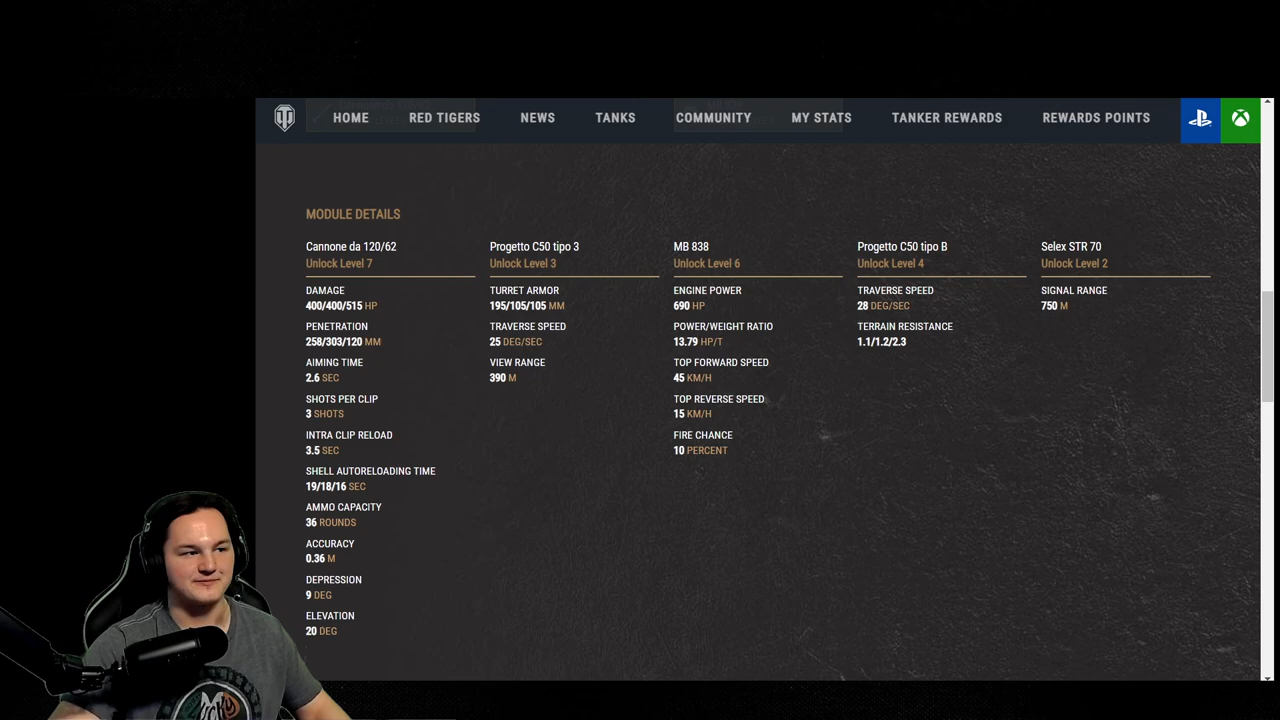 HOME RED TIGERS NEWS TANKS COMMUNITY MY STATS TANKER REWARDS REWARDS POINTS
MODULE DETAILS
Cannone da 120/62
Unlock Level 7
DAMAGE
400/400/515 HP
PENETRATION
258/303/120 MM
AIMING TIME
2.6 SEC
SHOTS PER CLIP
3 SHOTS
INTRA CLIP RELOAD
3.5 SEC
SHELL AUTORELOADING TIME
19/18/16 SEC
AMMO CAPACITY
36 ROUNDS
ACCURACY
0.36 M
DEPRESSION
9 DEG
ELEVATION
20 DEG
Progetto C50 tipo 3
Unlock Level 3
TURRET ARMOR
195/105/105 MM
TRAVERSE SPEED
25 DEG/SEC
VIEW RANGE
390 M
MB 838
Unlock Level 6
ENGINE POWER
690 HP
POWER/WEIGHT RATIO
13.79 HP/T
TOP FORWARD SPEED
45 KM/H
TOP REVERSE SPEED
15 KM/H
FIRE CHANCE
10 PERCENT
Progetto C50 tipo B
Unlock Level 4
TRAVERSE SPEED
28 DEG/SEC
TERRAIN RESISTANCE
1.1/1.2/2.3
Selex STR 70
Unlock Level 2
SIGNAL RANGE
750 M